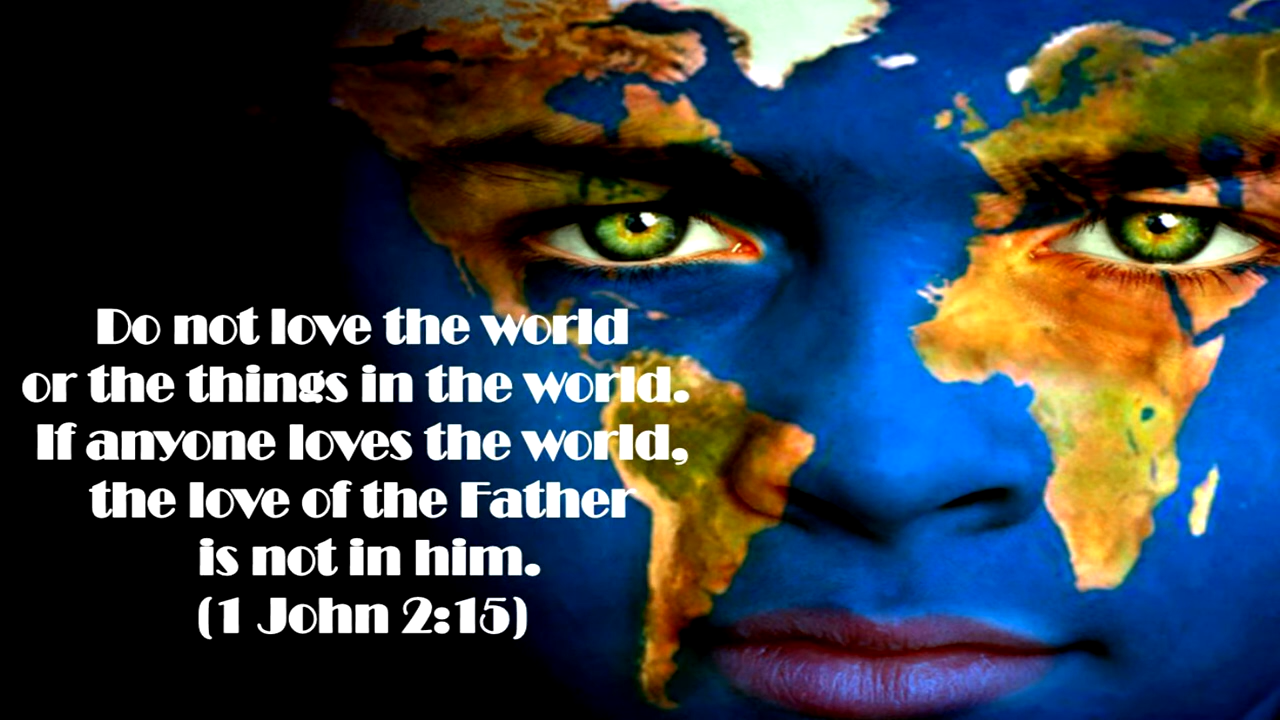 Do not love the world
or the things in the world.
If anyone loves the world,
the love of the Father
is not in him.
(1 John 2:15)